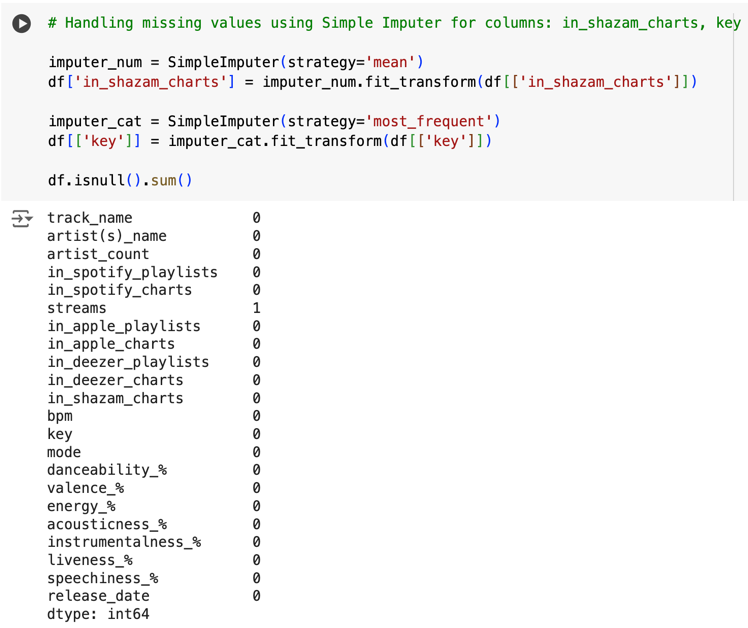 # Handling missing values using Simple Imputer for columns: in_shazam_charts, key
imputer_num = SimpleImputer(strategy='mean')
df['in_shazam_charts'] = imputer_num.fit_transform(df[['in_shazam_charts']])
imputer_cat = SimpleImputer(strategy='most_frequent')
df[['key']] = imputer_cat.fit_transform(df[['key']])
df.isnull().sum()
track_name 0
artist(s)_name 0
artist_count 0
in_spotify_playlists 0
in_spotify_charts 0
streams 1
in_apple_playlists 0
in_apple_charts 0
in_deezer_playlists 0
in_deezer_charts 0
in_shazam_charts 0
bpm 0
key 0
mode 0
danceability_% 0
valence_% 0
energy_% 0
acousticness_% 0
instrumentalness_% 0
liveness_% 0
speechiness_% 0
release_date 0
dtype: int64